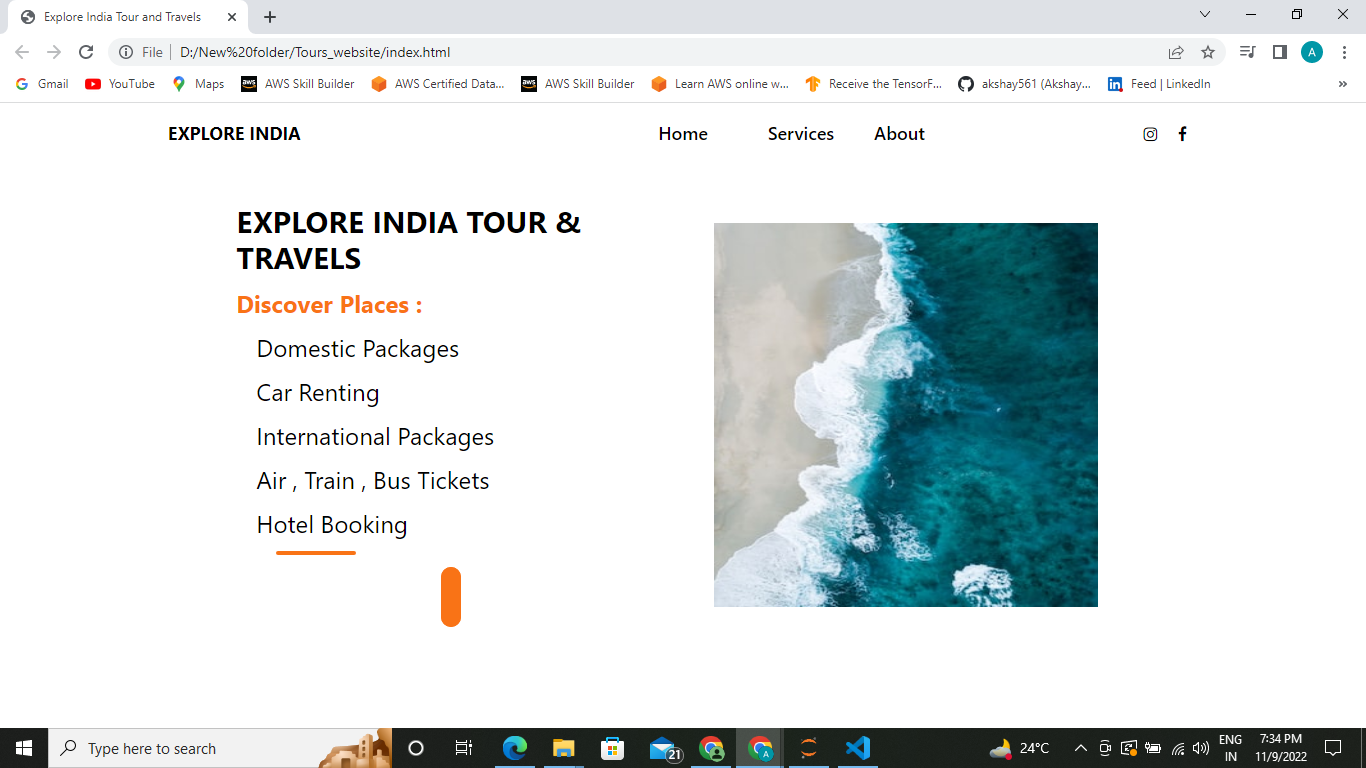 Explore India Tour and Travels
File D:/New%20folder/Tours_website/index.html A
Gmail YouTube Maps aws AWS Skill Builder AWS Certified Data... aws AWS Skill Builder Learn AWS online w... Receive the TensorF... akshay561 (Akshay... in Feed | LinkedIn »
EXPLORE INDIA Home Services About
EXPLORE INDIA TOUR &
TRAVELS
Discover Places :
Domestic Packages
Car Renting
International Packages
Air , Train , Bus Tickets
Hotel Booking
Type here to search 21 A 24°C ENG 7:34 PM
IN 11/9/2022